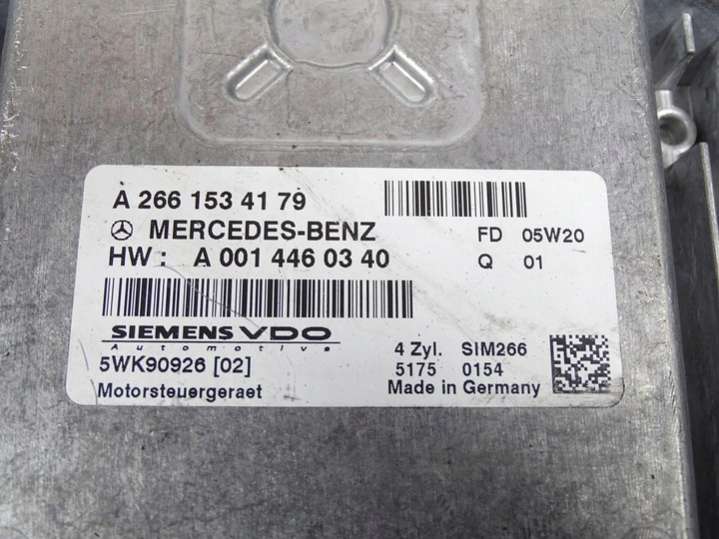 A 266 153 41 79
MERCEDES-BENZ
FD 05W20
HW: A 001 446 03 40
Q 01
SIEMENS VDO
Automotive
5WK90926 [02]
4 Zyl. SIM266
5175 0154
Motorsteuergeraet
Made in Germany